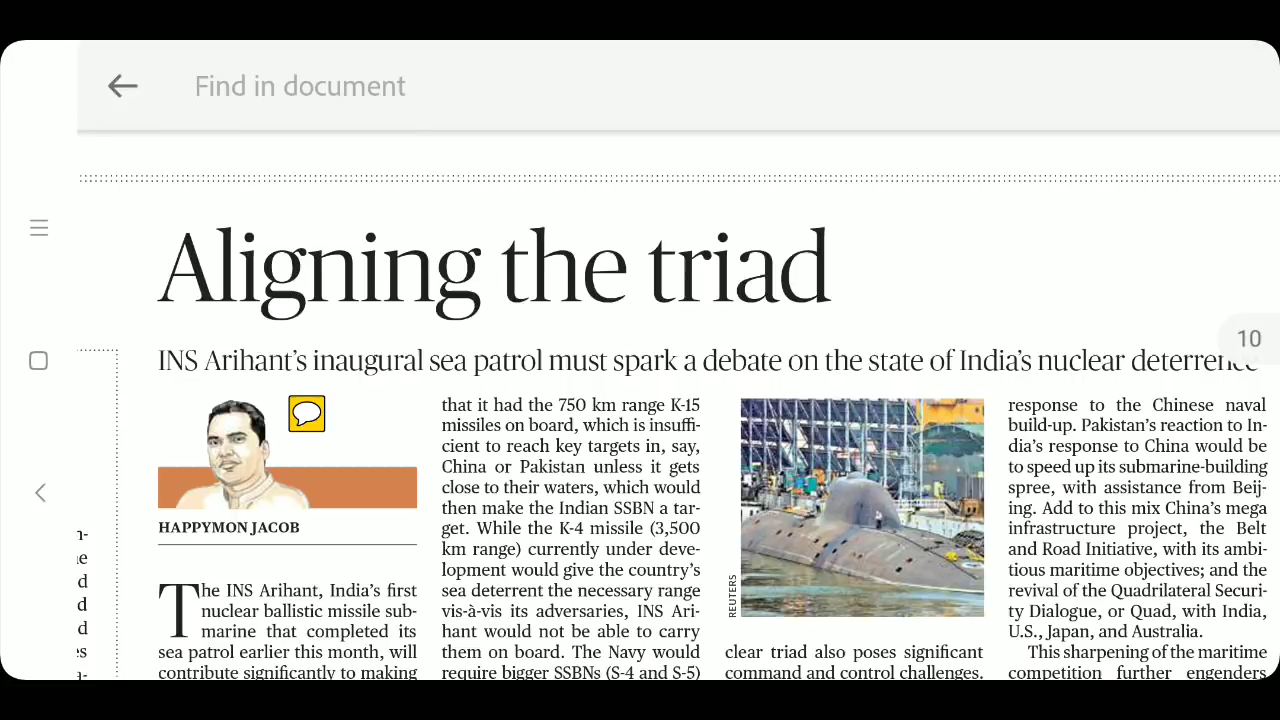 Find in document
Aligning the triad
10
INS Arihant's inaugural sea patrol must spark a debate on the state of India's nuclear deterrence
HAPPYMON JACOB
The INS Arihant, India's first
nuclear ballistic missile sub-
marine that completed its
sea patrol earlier this month, will
contribute significantly to making
that it had the 750 km range K-15
missiles on board, which is insuffi-
cient to reach key targets in, say,
China or Pakistan unless it gets
close to their waters, which would
then make the Indian SSBN a tar-
get. While the K-4 missile (3,500
km range) currently under deve-
lopment would give the country's
sea deterrent the necessary range
vis-à-vis its adversaries, INS Ari-
hant would not be able to carry
them on board. The Navy would
require bigger SSBNs (S-4 and S-5)
REUTERS
clear triad also poses significant
command and control challenges.
response to the Chinese naval
build-up. Pakistan's reaction to In-
dia's response to China would be
to speed up its submarine-building
spree, with assistance from Beij-
ing. Add to this mix China's mega
infrastructure project, the Belt
and Road Initiative, with its ambi-
tious maritime objectives; and the
revival of the Quadrilateral Securi-
ty Dialogue, or Quad, with India,
U.S., Japan, and Australia.
This sharpening of the maritime
competition further engenders